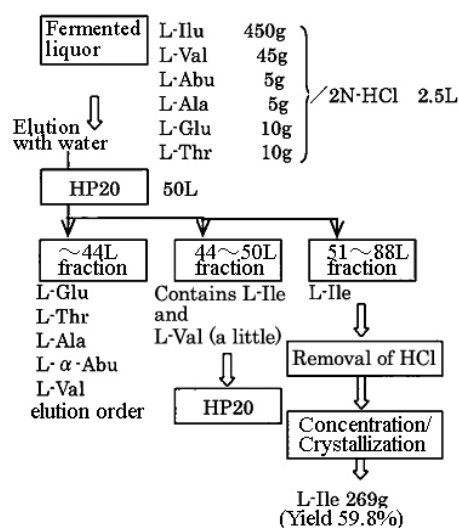 Fermented
liquor
L-Ilu 450g
L-Val 45g
L-Abu 5g
L-Ala 5g
L-Glu 10g
L-Thr 10g
/2N-HCl 2.5L
Elution
with water
HP20 50L
~44L
fraction
44~50L
fraction
51~88L
fraction
L-Glu
L-Thr
L-Ala
L-α-Abu
L-Val
elution order
Contains L-Ile
and
L-Val (a little)
HP20
L-Ile
Removal of HCl
Concentration/
Crystallization
L-Ile 269g
(Yield 59.8%)